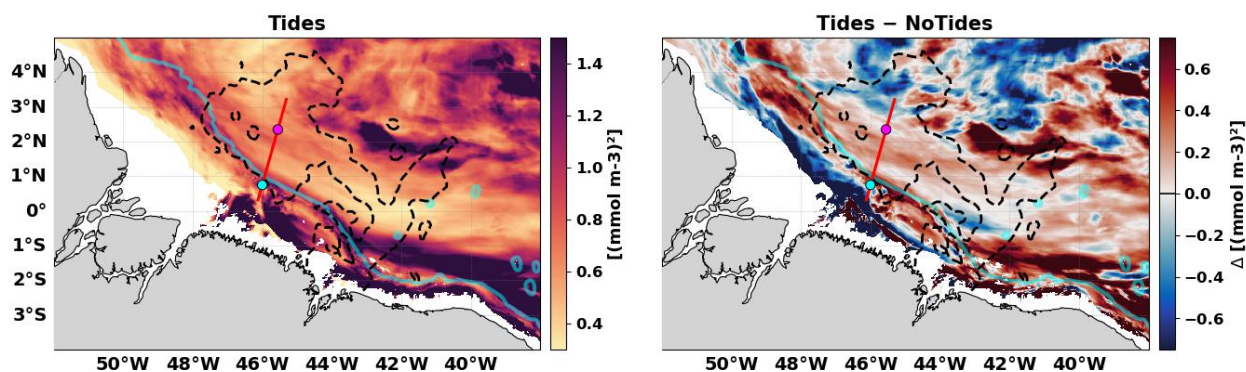 Tides
Tides − NoTides
4°N
3°N
2°N
1°N
0°
1°S
2°S
3°S
50°W 48°W 46°W 44°W 42°W 40°W
1.4
1.2
1.0
0.8
0.6
0.4
[(mmol m-3)²]
50°W 48°W 46°W 44°W 42°W 40°W
0.6
0.4
0.2
0.0
−0.2
−0.4
−0.6
Δ [(mmol m-3)²]